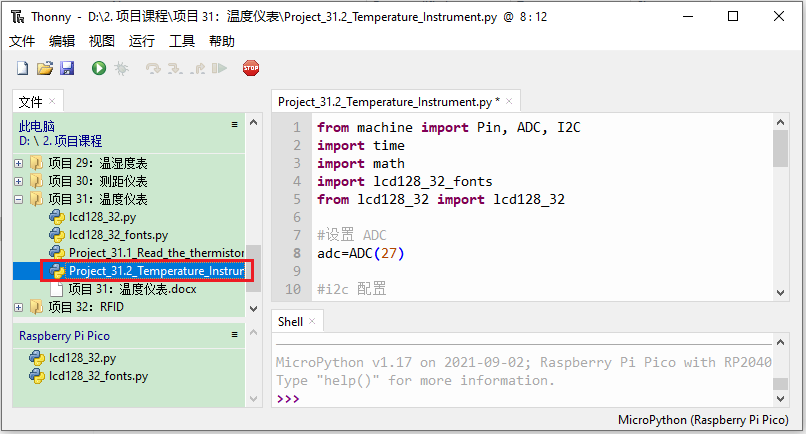 Thonny - D:\2. 项目课程\项目 31：温度仪表\Project_31.2_Temperature_Instrument.py @ 8 : 12
文件 编辑 视图 运行 工具 帮助
STOP
文件 ×
此电脑
D: \ 2. 项目课程
项目 29：温湿度表
项目 30：测距仪表
项目 31：温度仪表
lcd128_32.py
lcd128_32_fonts.py
Project_31.1_Read_the_thermistor
Project_31.2_Temperature_Instrum
项目 31：温度仪表.docx
项目 32：RFID
Raspberry Pi Pico
lcd128_32.py
lcd128_32_fonts.py
Project_31.2_Temperature_Instrument.py * ×
1 from machine import Pin, ADC, I2C
2 import time
3 import math
4 import lcd128_32_fonts
5 from lcd128_32 import lcd128_32
6
7 #设置 ADC
8 adc=ADC(27)
9
10 #i2c 配置
Shell ×
MicroPython v1.17 on 2021-09-02; Raspberry Pi Pico with RP2040
Type "help()" for more information.
>>>
MicroPython (Raspberry Pi Pico)